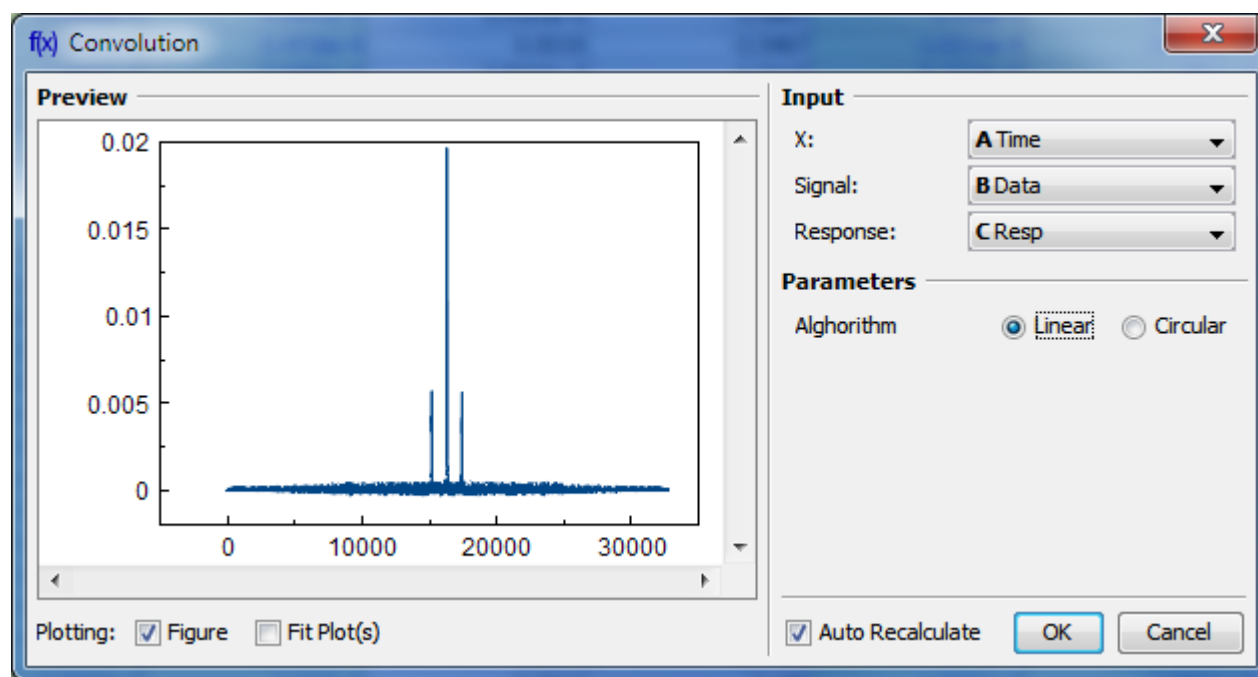 f(x) Convolution
Preview
0.02
0.015
0.01
0.005
0
0 10000 20000 30000
Plotting: Figure Fit Plot(s)
Input
X: A Time
Signal: B Data
Response: C Resp
Parameters
Alghorithm Linear Circular
Auto Recalculate OK Cancel